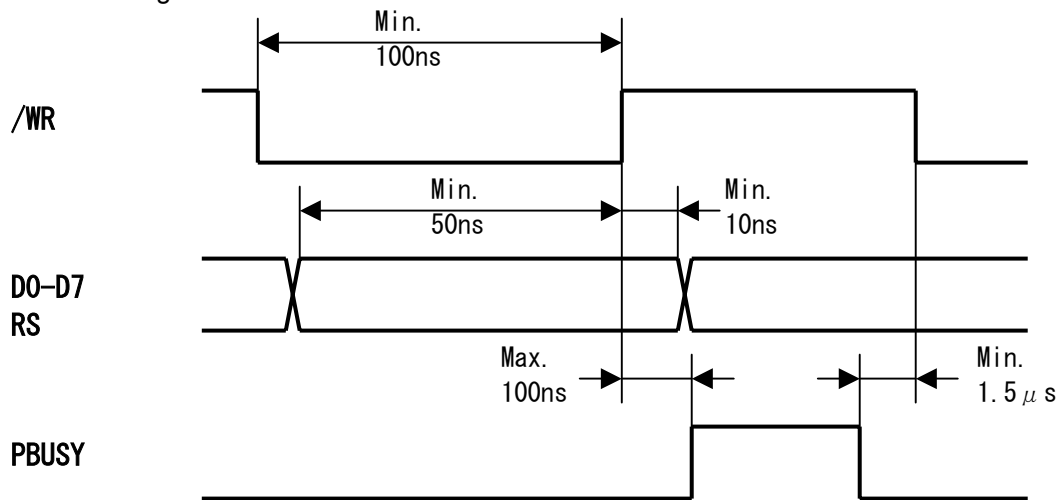 Min.
100ns
/WR
Min.
50ns
Min.
10ns
D0-D7
RS
Max.
100ns
Min.
1.5μs
PBUSY